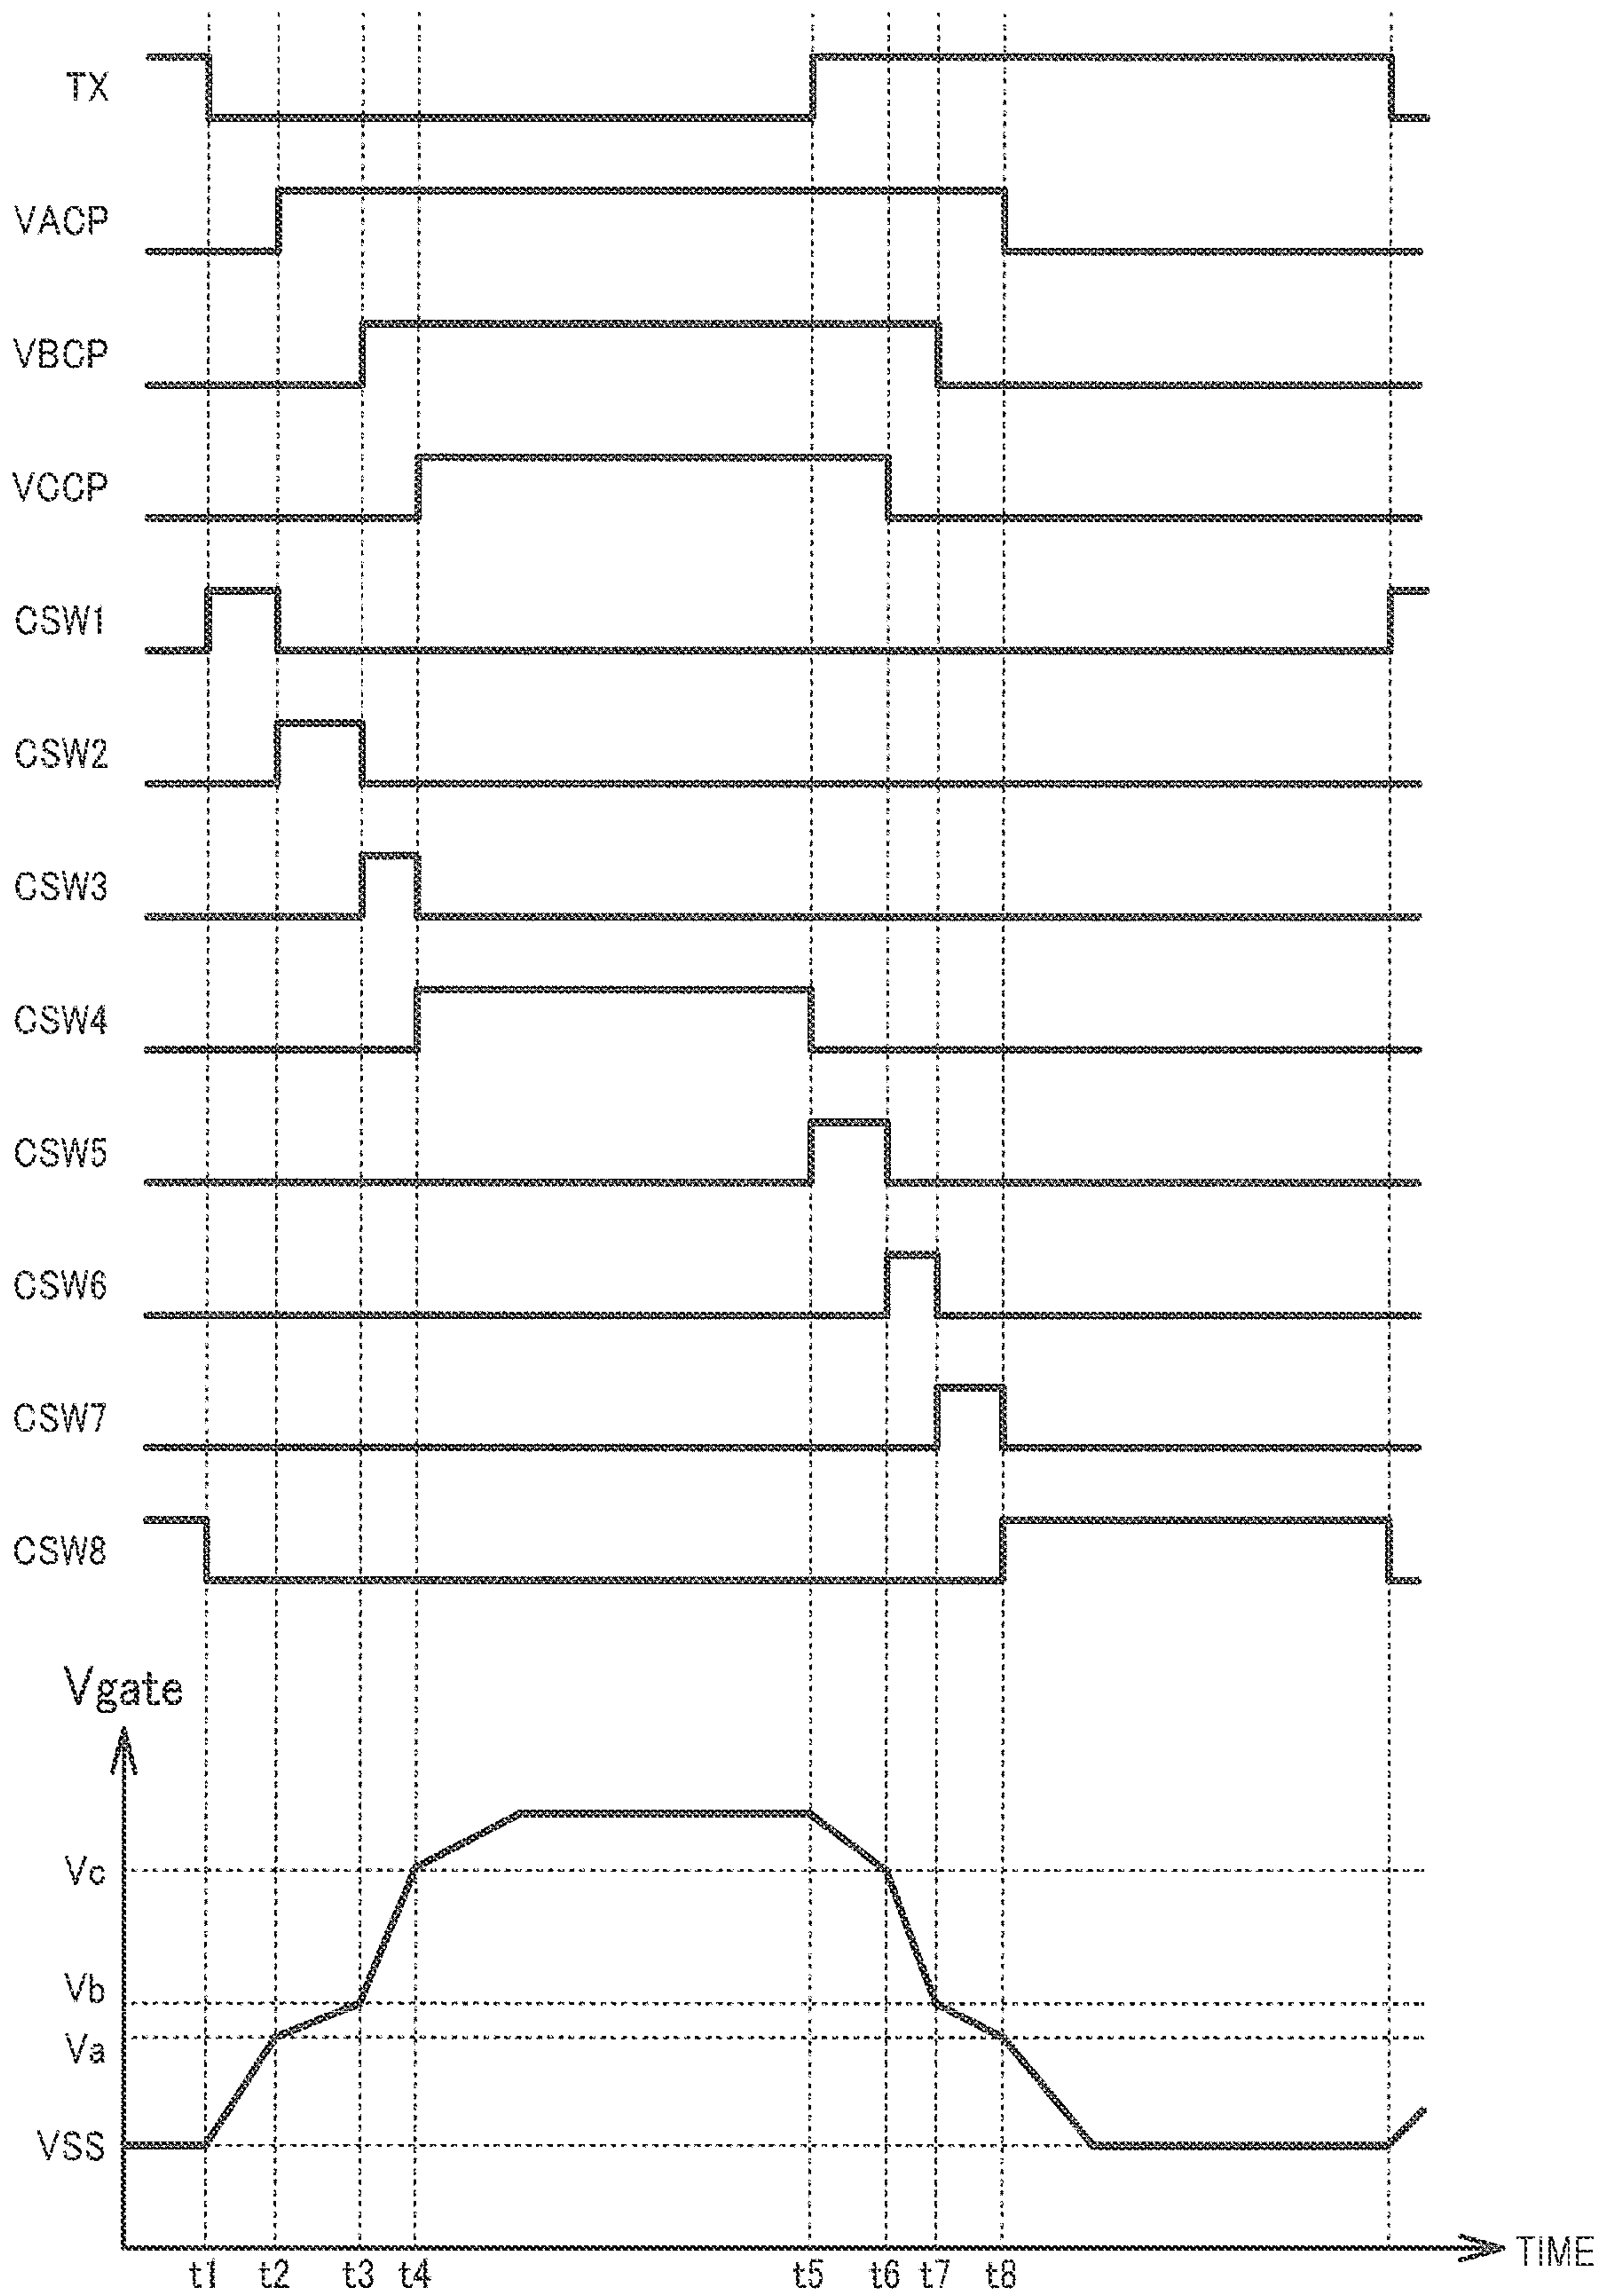 TX
VACP
VBCP
VCCP
CSW1
CSW2
CSW3
CSW4
CSW5
CSW6
CSW7
CSW8
Vgate
Vc
Vb
Va
VSS
t1 t2 t3 t4 t5 t6 t7 t8 TIME